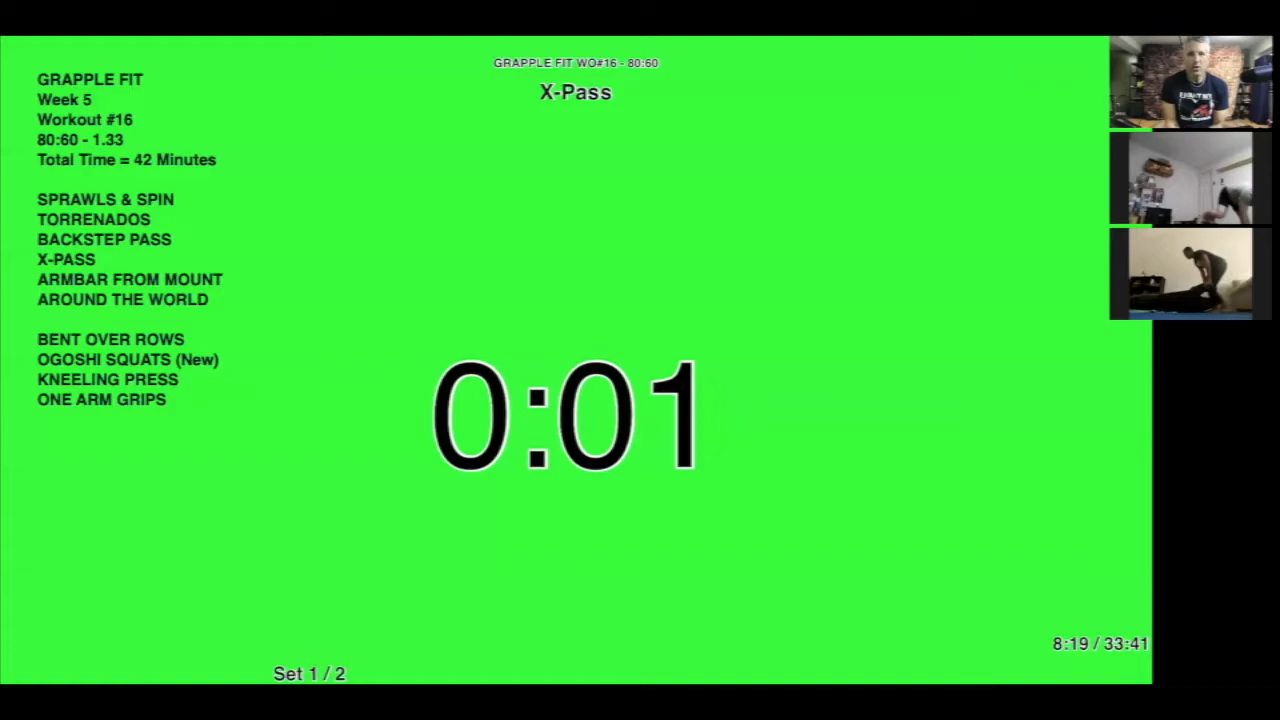 GRAPPLE FIT WO#16 - 80:60
X-Pass
GRAPPLE FIT
Week 5
Workout #16
80:60 - 1.33
Total Time = 42 Minutes
SPRAWLS & SPIN
TORRENADOS
BACKSTEP PASS
X-PASS
ARMBAR FROM MOUNT
AROUND THE WORLD
BENT OVER ROWS
OGOSHI SQUATS (New)
KNEELING PRESS
ONE ARM GRIPS
0:01
8:19 / 33:41
Set 1 / 2